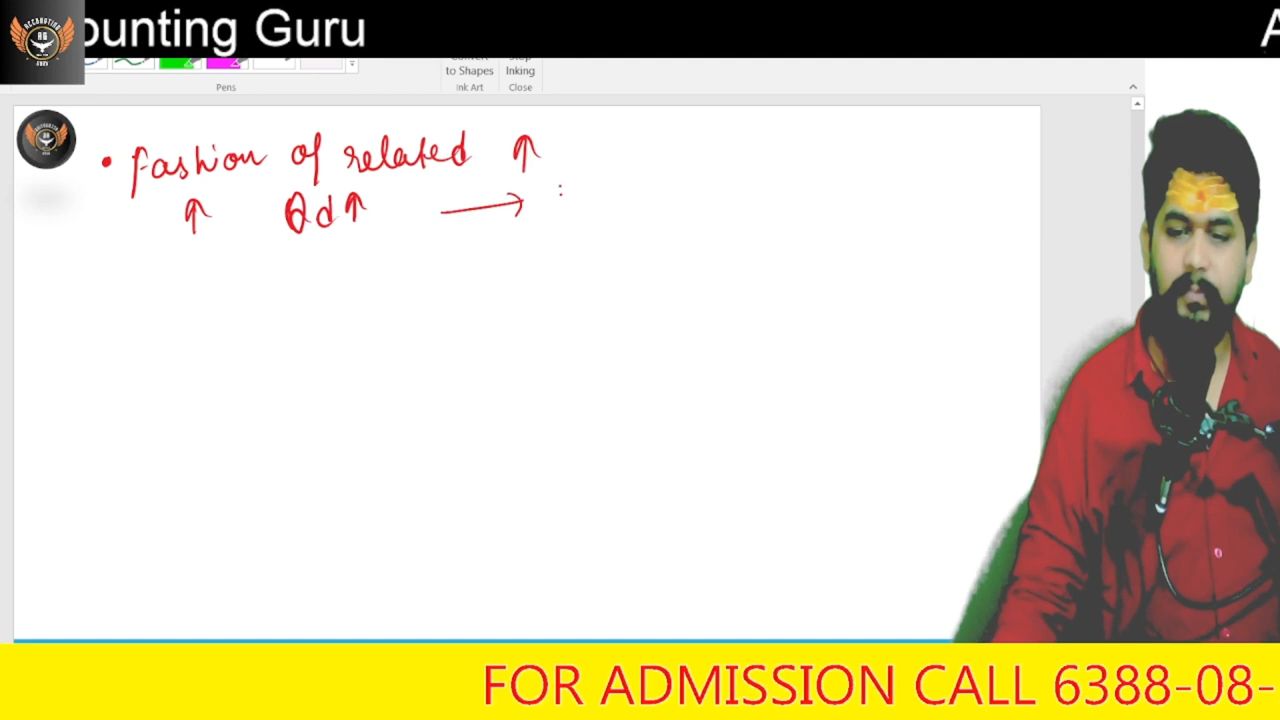 ounting Guru
A
to Shapes
Inking
Pens
Ink Art
Close
• fashion of related ↑
↑ Qd↑ →
FOR ADMISSION CALL 6388-08-